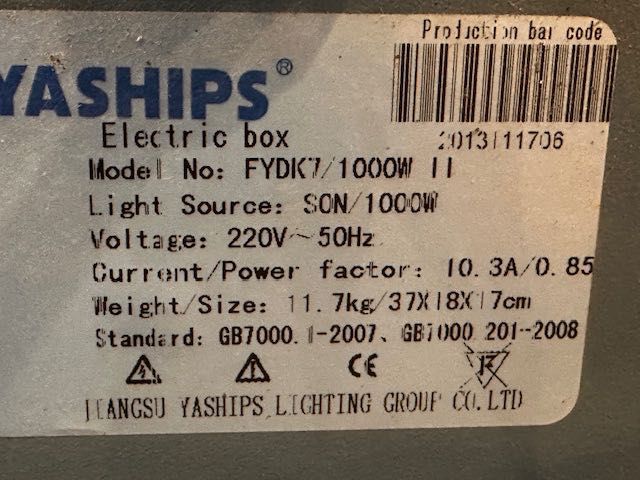 Production bar code
YASHIPS®
Electric box
2013111706
Model No: FYDK7/1000W II
Light Source: SON/1000W
Voltage: 220V~50Hz
Current/Power factor: 10.3A/0.85
Weight/Size: 11.7kg/37X18X17cm
Standard: GB7000.1-2007、GB7000.201-2008
CE
JIANGSU YASHIPS LIGHTING GROUP CO.LTD